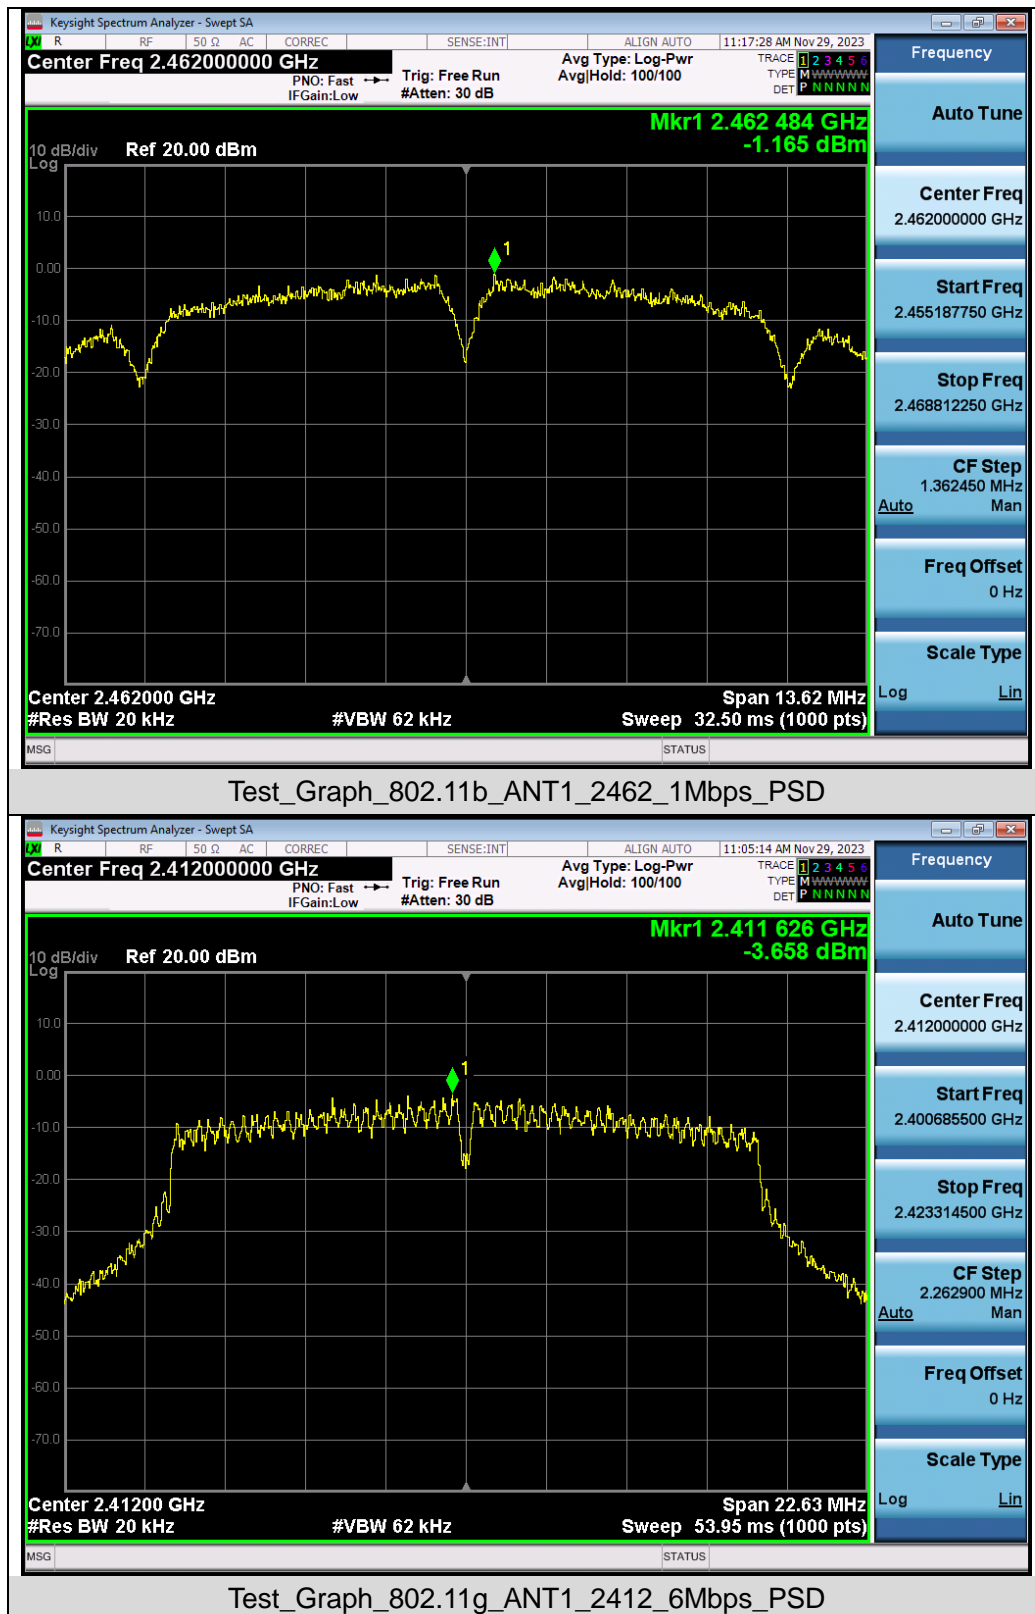 Keysight Spectrum Analyzer - Swept SA
LXI R RF 50 Ω AC CORREC SENSE:INT ALIGN AUTO 11:17:28 AM Nov 29, 2023
Center Freq 2.462000000 GHz
PNO: Fast
IFGain:Low
Trig: Free Run
#Atten: 30 dB
Avg Type: Log-Pwr
Avg|Hold: 100/100
TRACE 1 2 3 4 5 6
TYPE M W W W W W
DET P N N N N N
Mkr1 2.462 484 GHz
-1.165 dBm
10 dB/div Ref 20.00 dBm
Log
10.0
0.00
-10.0
-20.0
-30.0
-40.0
-50.0
-60.0
-70.0
1
Center 2.462000 GHz Span 13.62 MHz
#Res BW 20 kHz #VBW 62 kHz Sweep 32.50 ms (1000 pts)
MSG STATUS
Frequency
Auto Tune
Center Freq
2.462000000 GHz
Start Freq
2.455187750 GHz
Stop Freq
2.468812250 GHz
CF Step
1.362450 MHz
Auto Man
Freq Offset
0 Hz
Scale Type
Log Lin
Test_Graph_802.11b_ANT1_2462_1Mbps_PSD
Keysight Spectrum Analyzer - Swept SA
LXI R RF 50 Ω AC CORREC SENSE:INT ALIGN AUTO 11:05:14 AM Nov 29, 2023
Center Freq 2.412000000 GHz
PNO: Fast
IFGain:Low
Trig: Free Run
#Atten: 30 dB
Avg Type: Log-Pwr
Avg|Hold: 100/100
TRACE 1 2 3 4 5 6
TYPE M W W W W W
DET P N N N N N
Mkr1 2.411 626 GHz
-3.658 dBm
10 dB/div Ref 20.00 dBm
Log
10.0
0.00
-10.0
-20.0
-30.0
-40.0
-50.0
-60.0
-70.0
1
Center 2.41200 GHz Span 22.63 MHz
#Res BW 20 kHz #VBW 62 kHz Sweep 53.95 ms (1000 pts)
MSG STATUS
Frequency
Auto Tune
Center Freq
2.412000000 GHz
Start Freq
2.400685500 GHz
Stop Freq
2.423314500 GHz
CF Step
2.262900 MHz
Auto Man
Freq Offset
0 Hz
Scale Type
Log Lin
Test_Graph_802.11g_ANT1_2412_6Mbps_PSD